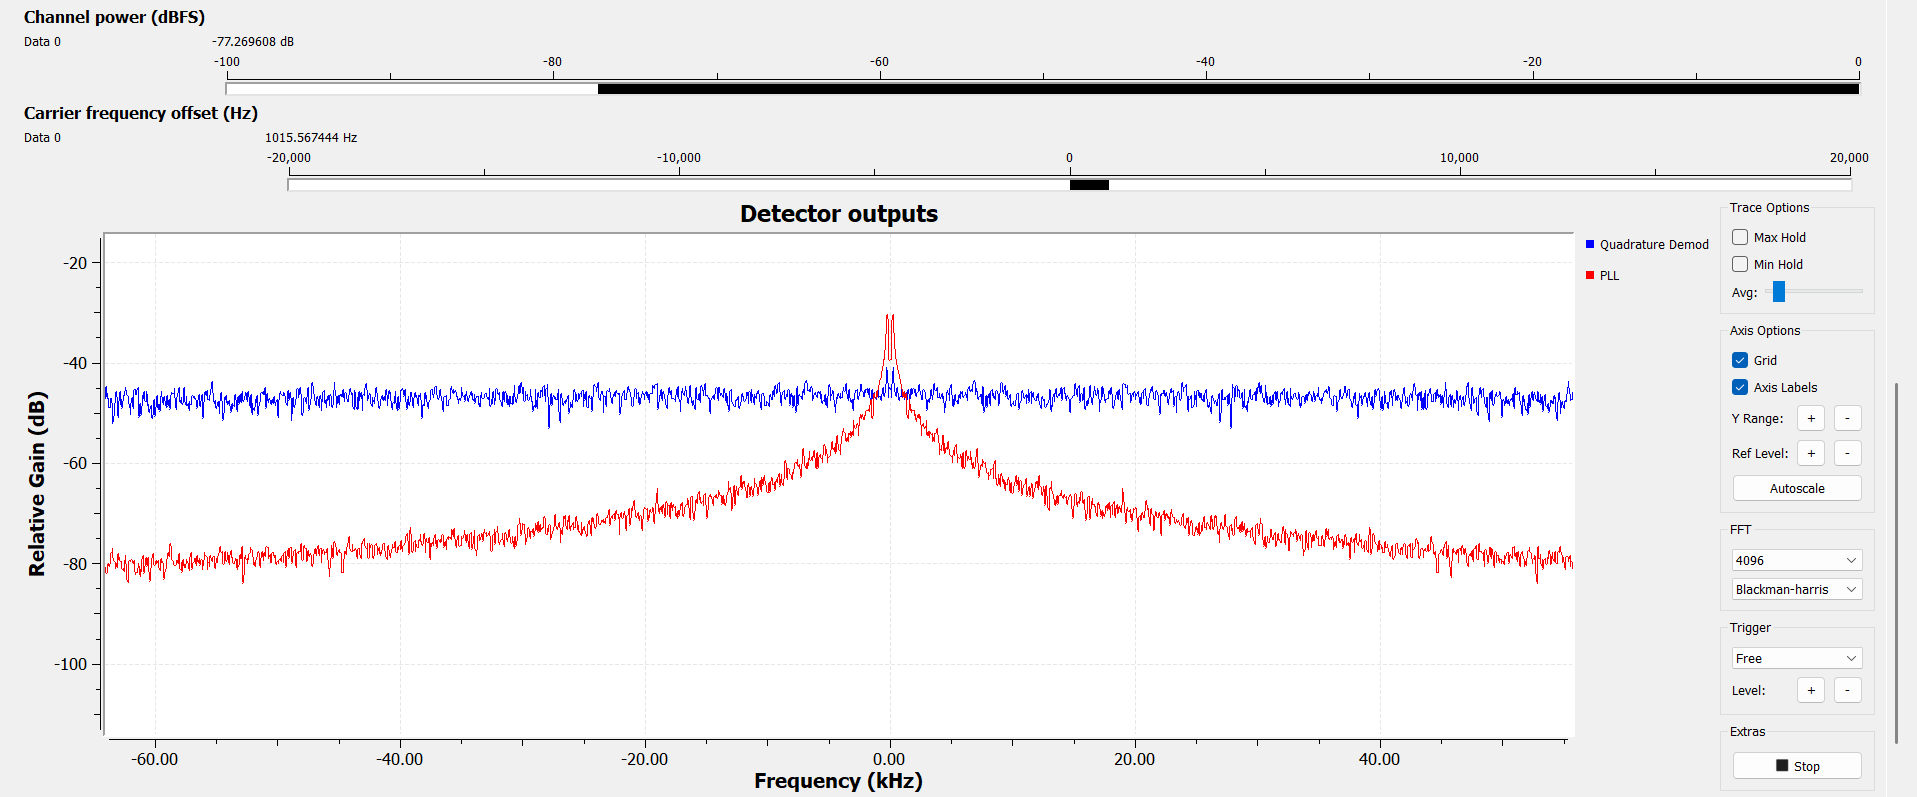 Channel power (dBFS)
Data 0 -77.269608 dB
-100 -80 -60 -40 -20 0
Carrier frequency offset (Hz)
Data 0 1015.567444 Hz
-20,000 -10,000 0 10,000 20,000
Detector outputs
-20
-40
-60
-80
-100
Relative Gain (dB)
-60.00 -40.00 -20.00 0.00 20.00 40.00
Frequency (kHz)
Quadrature Demod
PLL
Trace Options
Max Hold
Min Hold
Avg:
Axis Options
Grid
Axis Labels
Y Range: + -
Ref Level: + -
Autoscale
FFT
4096
Blackman-harris
Trigger
Free
Level: + -
Extras
Stop